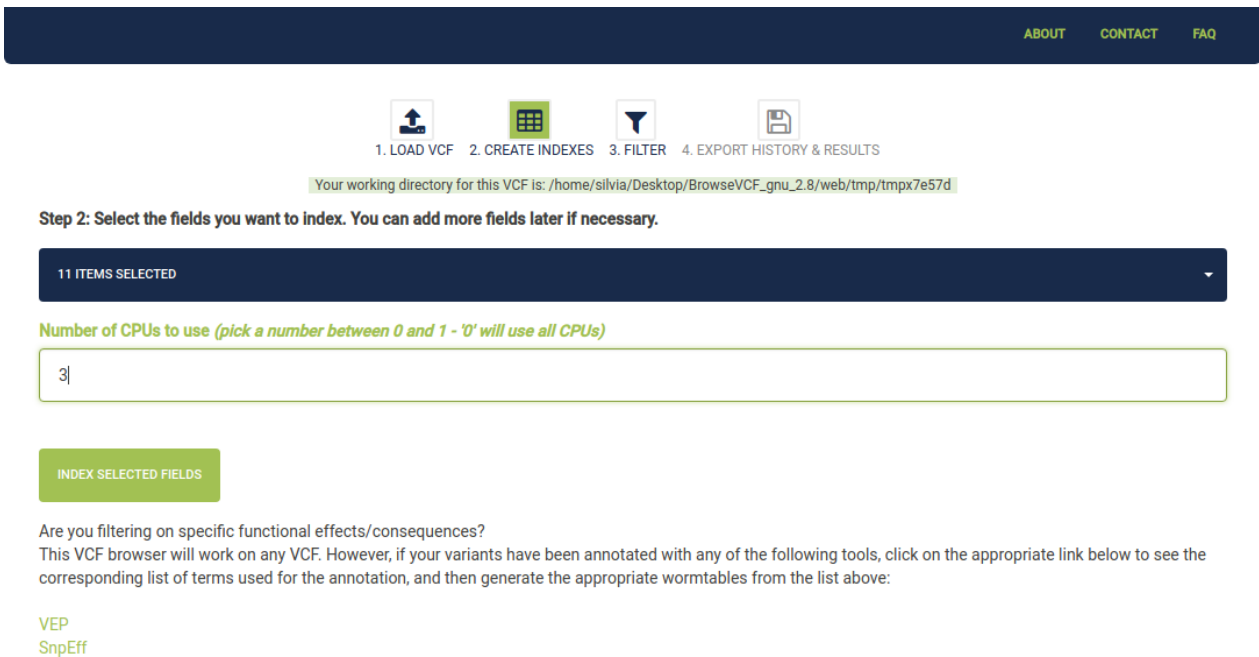 ABOUT CONTACT FAQ
1. LOAD VCF 2. CREATE INDEXES 3. FILTER 4. EXPORT HISTORY & RESULTS
Your working directory for this VCF is: /home/silvia/Desktop/BrowseVCF_gnu_2.8/web/tmp/tmpx7e57d
Step 2: Select the fields you want to index. You can add more fields later if necessary.
11 ITEMS SELECTED
Number of CPUs to use (pick a number between 0 and 1 - '0' will use all CPUs)
3
INDEX SELECTED FIELDS
Are you filtering on specific functional effects/consequences?
This VCF browser will work on any VCF. However, if your variants have been annotated with any of the following tools, click on the appropriate link below to see the
corresponding list of terms used for the annotation, and then generate the appropriate wormtables from the list above:
VEP
SnpEff